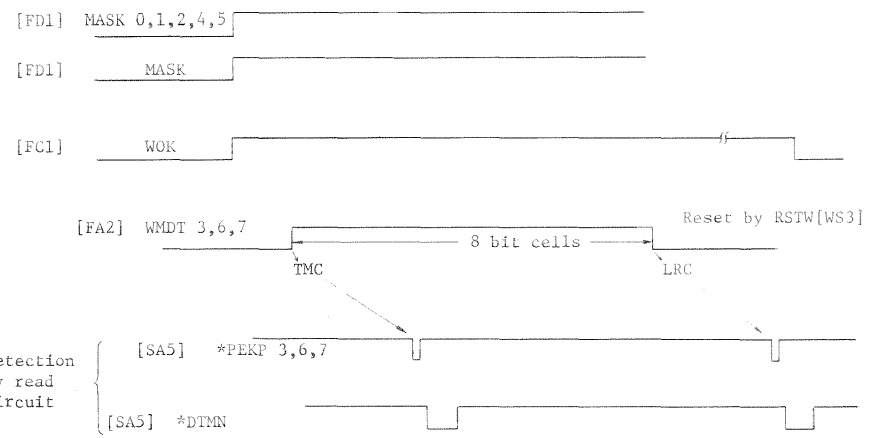 [FD1] MASK 0,1,2,4,5
[FD1] MASK
[FC1] WOK
[FA2] WMDT 3,6,7
Reset by RSTW[WS3]
8 bit cells
TMC
LRC
[SA5] *PEKP 3,6,7
etection
y read
ircuit
[SA5] *DTMN